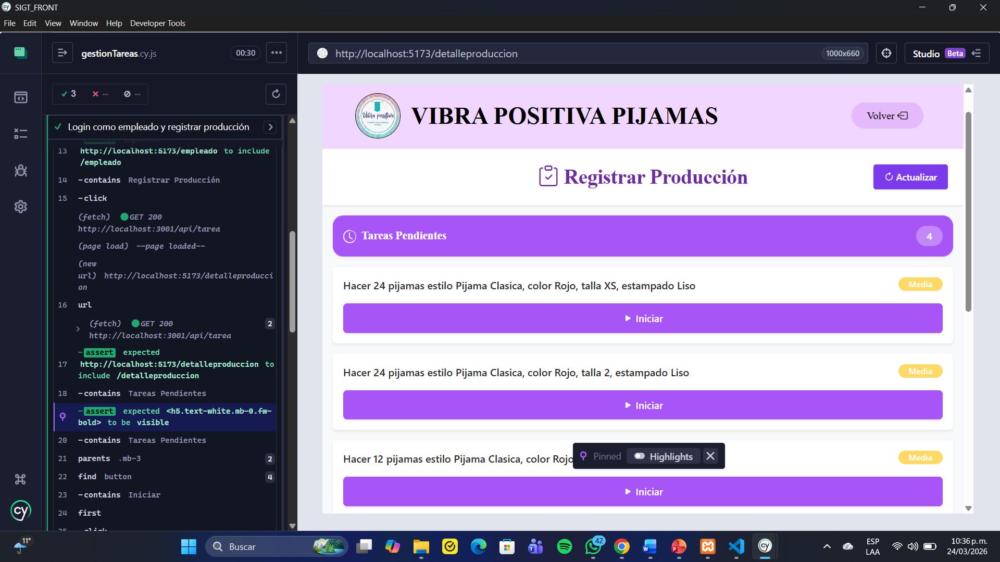 SIGT_FRONT
File Edit View Window Help Developer Tools
gestionTareas.cy.js 00:30
3 -- --
Login como empleado y registrar producción
13 http://localhost:5173/empleado to include
/empleado
14 -contains Registrar Producción
15 -click
(fetch) GET 200
http://localhost:3001/api/tarea
(page load) --page loaded--
(new
url) http://localhost:5173/detalleproducci
on
16 url
(fetch) GET 200 2
http://localhost:3001/api/tarea
-assert expected
17 http://localhost:5173/detalleproduccion to
include /detalleproduccion
18 -contains Tareas Pendientes
-assert expected <h5.text-white.mb-0.fw-
bold> to be visible
20 -contains Tareas Pendientes
21 parents .mb-3 2
22 find button 4
23 -contains Iniciar
24 first
25 -click
http://localhost:5173/detalleproduccion 1000x660
Studio Beta
Vibra positiva
VIBRA POSITIVA PIJAMAS
Volver
Registrar Producción
Actualizar
Tareas Pendientes 4
Hacer 24 pijamas estilo Pijama Clasica, color Rojo, talla XS, estampado Liso Media
Iniciar
Hacer 24 pijamas estilo Pijama Clasica, color Rojo, talla 2, estampado Liso Media
Iniciar
Hacer 12 pijamas estilo Pijama Clasica, color Rojo Media
Pinned Highlights
Iniciar
cy
11°
Buscar
42
ESP
LAA
10:36 p. m.
24/03/2026